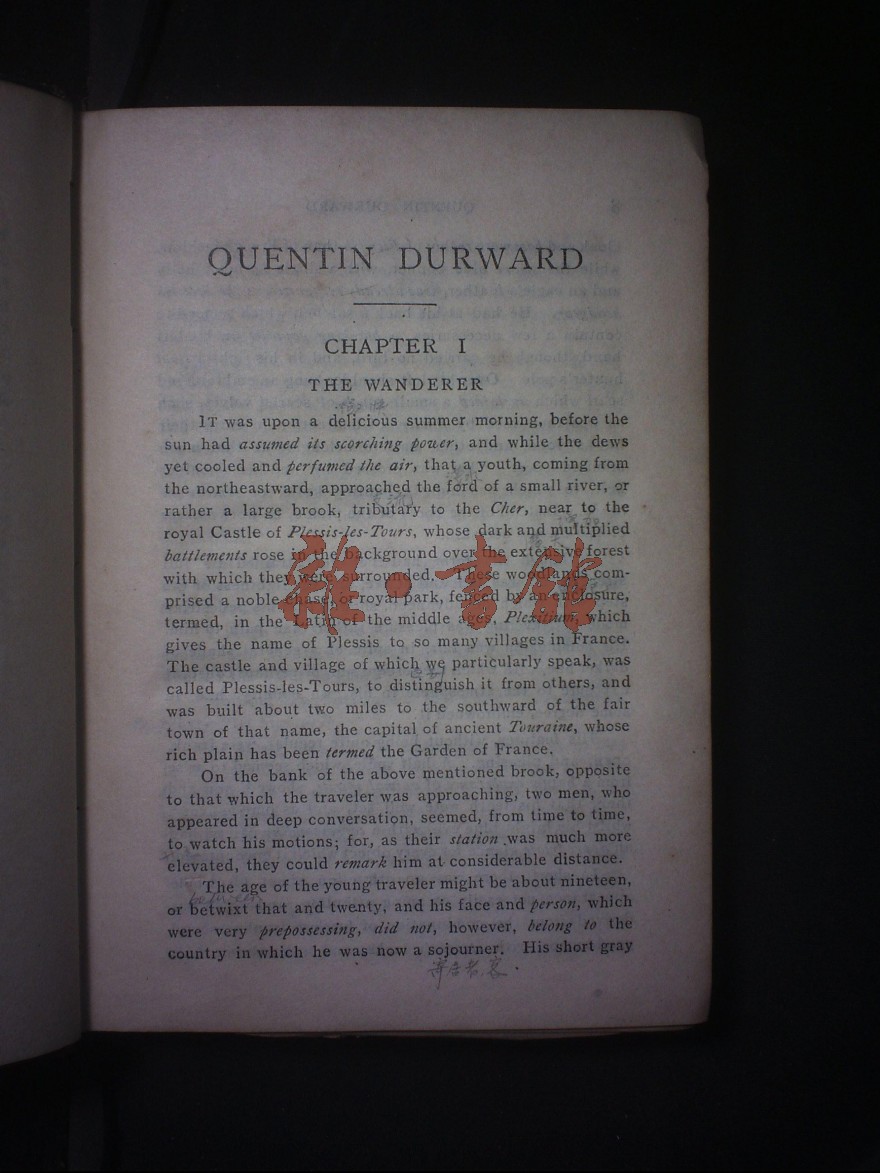 QUENTIN DURWARD
CHAPTER I
THE WANDERER
IT was upon a delicious summer morning, before the
sun had assumed its scorching power, and while the dews
yet cooled and perfumed the air, that a youth, coming from
the northeastward, approached the ford of a small river, or
rather a large brook, tributary to the Cher, near to the
royal Castle of Plessis-les-Tours, whose dark and multiplied
battlements rose in the background over the extensive forest
with which they were surrounded. These woodlands com-
prised a noble chase, or royal park, fenced by an enclosure,
termed, in the Latin of the middle ages, Plexitium, which
gives the name of Plessis to so many villages in France.
The castle and village of which we particularly speak, was
called Plessis-les-Tours, to distinguish it from others, and
was built about two miles to the southward of the fair
town of that name, the capital of ancient Touraine, whose
rich plain has been termed the Garden of France.
On the bank of the above mentioned brook, opposite
to that which the traveler was approaching, two men, who
appeared in deep conversation, seemed, from time to time,
to watch his motions; for, as their station was much more
elevated, they could remark him at considerable distance.
The age of the young traveler might be about nineteen,
between
or betwixt that and twenty, and his face and person, which
were very prepossessing, did not, however, belong to the
country in which he was now a sojourner. His short gray